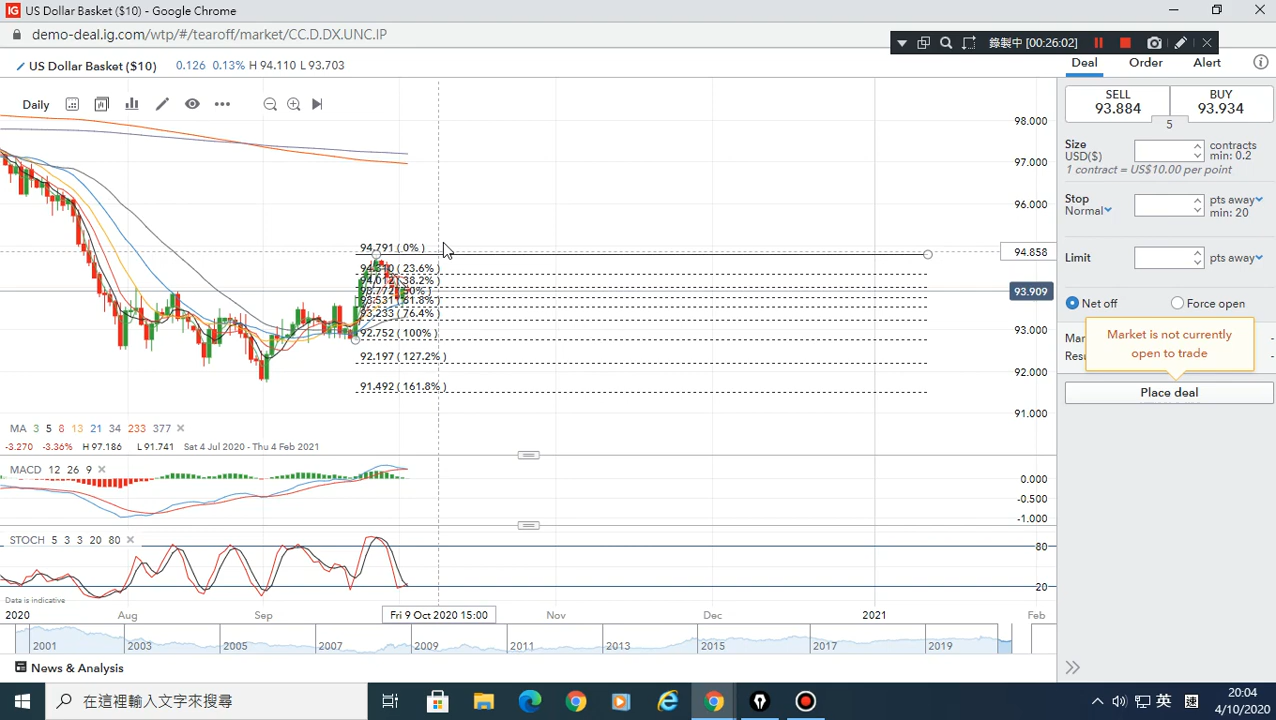 IG US Dollar Basket ($10) - Google Chrome
demo-deal.ig.com/wtp/#/tearoff/market/CC.D.DX.UNC.IP
錄製中 [00:26:02]
US Dollar Basket ($10) 0.126 0.13% H 94.110 L 93.703
Deal Order Alert
Daily
SELL 93.884
BUY 93.934
5
Size USD($) contracts min: 0.2
1 contract = US$10.00 per point
Stop Normal pts away min: 20
Limit pts away
Net off Force open
Market is not currently open to trade
Place deal
98.000
97.000
96.000
94.858
93.909
93.000
92.000
91.000
94.791 ( 0% )
( 23.6% )
94.012 ( 38.2% )
93.772 ( 50% )
93.531 ( 61.8% )
93.233 ( 76.4% )
92.752 ( 100% )
92.197 ( 127.2% )
91.492 ( 161.8% )
MA 3 5 8 13 21 34 233 377
-3.270 -3.36% H 97.186 L 91.741 Sat 4 Jul 2020 - Thu 4 Feb 2021
MACD 12 26 9
0.000
-0.500
-1.000
STOCH 5 3 3 20 80
80
20
Data is indicative
2020 Aug Sep Fri 9 Oct 2020 15:00 Nov Dec 2021 Feb
2001 2003 2005 2007 2009 2011 2013 2015 2017 2019
News & Analysis
在這裡輸入文字來搜尋
英
20:04
4/10/2020